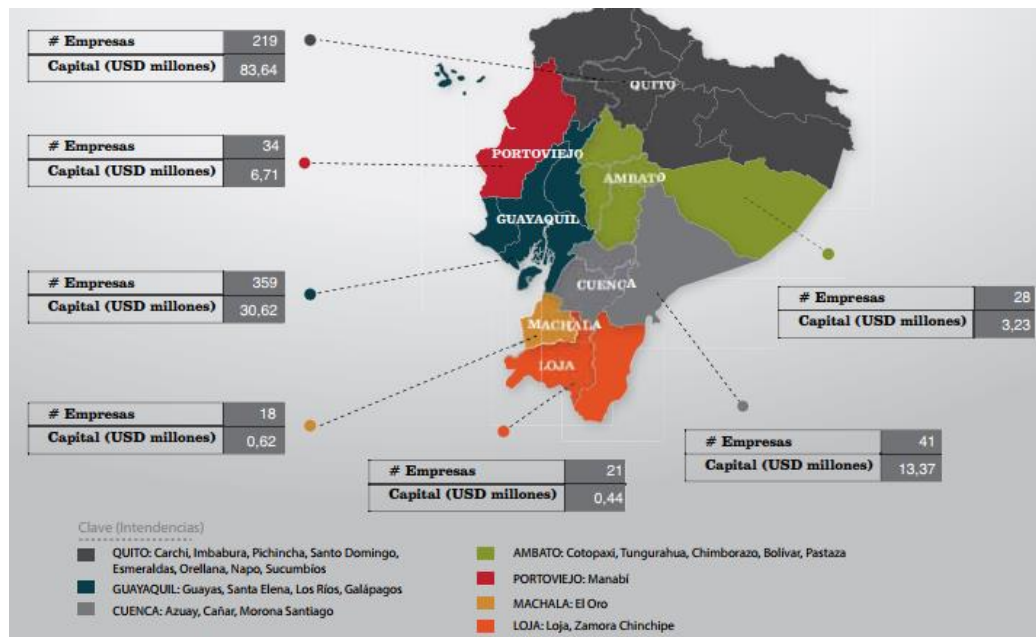 # Empresas 219
Capital (USD millones) 83,64
QUITO
# Empresas 34
Capital (USD millones) 6,71
PORTOVIEJO
AMBATO
GUAYAQUIL
# Empresas 359
Capital (USD millones) 30,62
CUENCA
# Empresas 28
Capital (USD millones) 3,23
MACHALA
LOJA
# Empresas 18
Capital (USD millones) 0,62
# Empresas 41
Capital (USD millones) 13,37
# Empresas 21
Capital (USD millones) 0,44
Clave (Intendencias)
QUITO: Carchi, Imbabura, Pichincha, Santo Domingo,
Esmeraldas, Orellana, Napo, Sucumbíos
GUAYAQUIL: Guayas, Santa Elena, Los Ríos, Galápagos
CUENCA: Azuay, Cañar, Morona Santiago
AMBATO: Cotopaxi, Tungurahua, Chimborazo, Bolívar, Pastaza
PORTOVIEJO: Manabí
MACHALA: El Oro
LOJA: Loja, Zamora Chinchipe